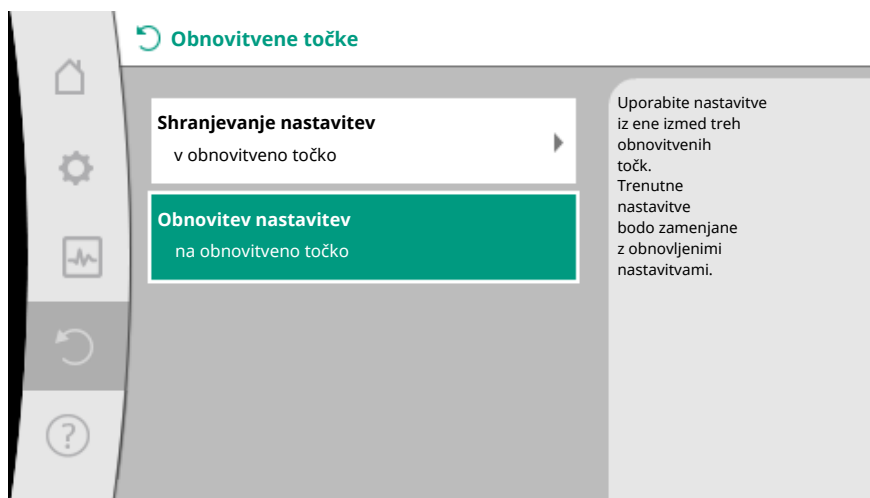 Obnovitvene točke
Shranjevanje nastavitev
v obnovitveno točko
Obnovitev nastavitev
na obnovitveno točko
Uporabite nastavitve
iz ene izmed treh
obnovitvenih
točk.
Trenutne
nastavitve
bodo zamenjane
z obnovljenimi
nastavitvami.
?